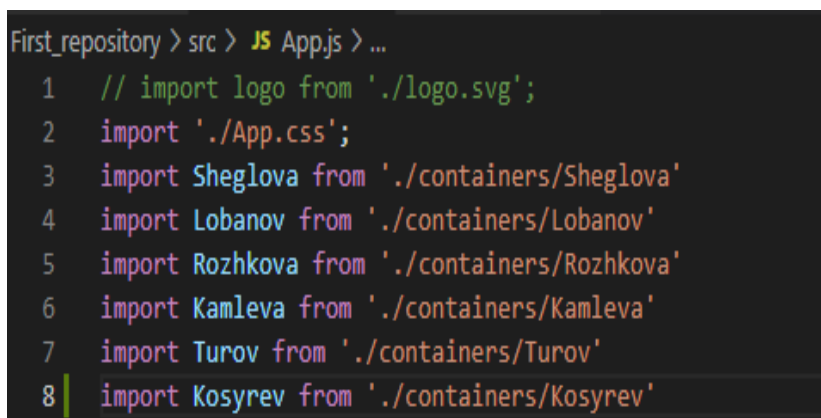 First_repository > src > JS App.js > ...
1 // import logo from './logo.svg';
2 import './App.css';
3 import Sheglova from './containers/Sheglova'
4 import Lobanov from './containers/Lobanov'
5 import Rozhkova from './containers/Rozhkova'
6 import Kamleva from './containers/Kamleva'
7 import Turov from './containers/Turov'
8 import Kosyrev from './containers/Kosyrev'